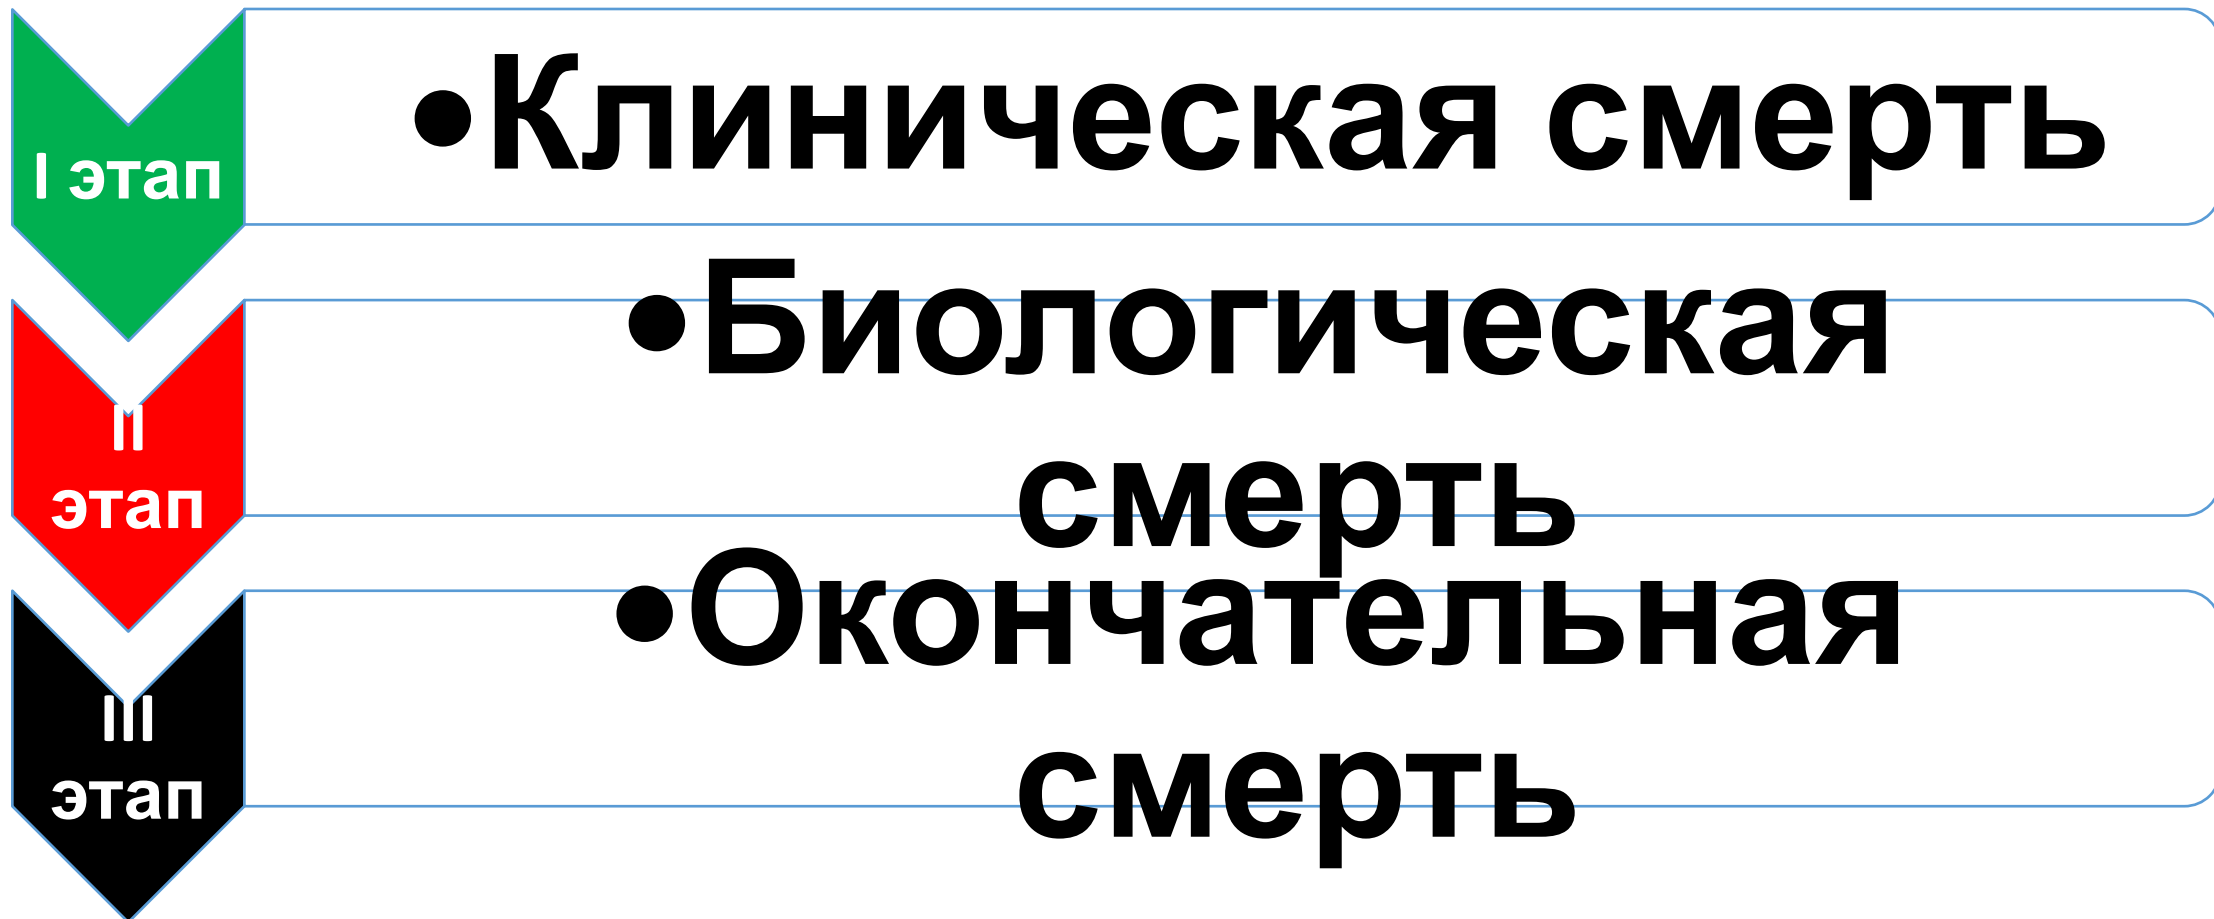 I этап
•Клиническая смерть
II
этап
•Биологическая
смерть
III
этап
•Окончательная
смерть